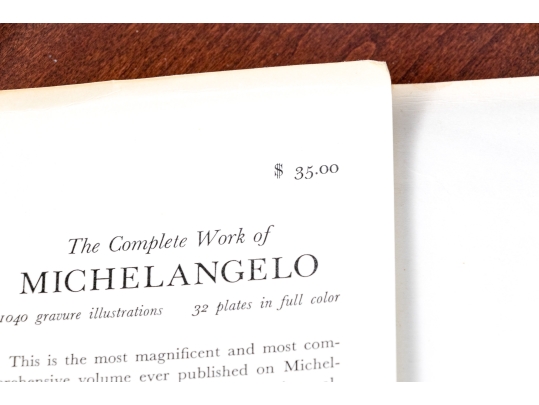 $ 35.00
The Complete Work of
MICHELANGELO
1040 gravure illustrations 32 plates in full color
This is the most magnificent and most com-
volume ever published on Michel-